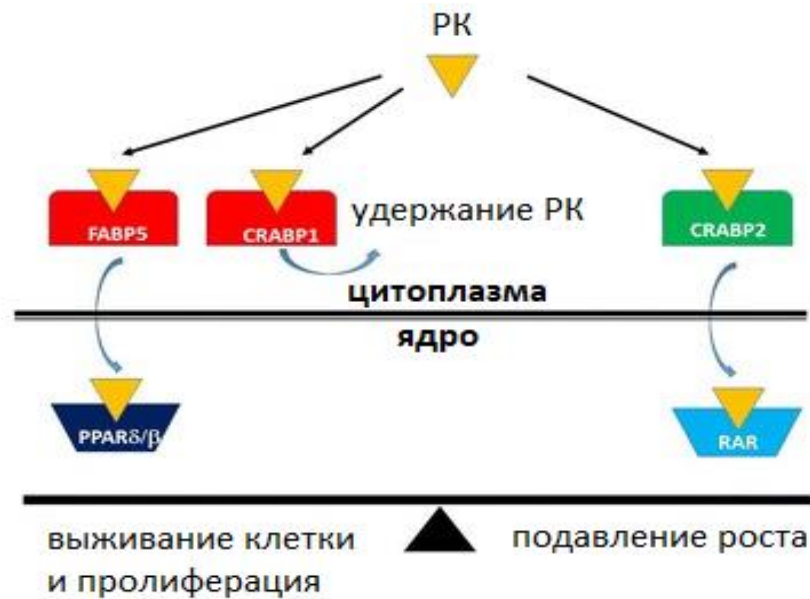 РК
FABP5
CRABP1
удержание РК
CRABP2
цитоплазма
ядро
PPARδ/β
RAR
выживание клетки
и пролиферация
подавление роста